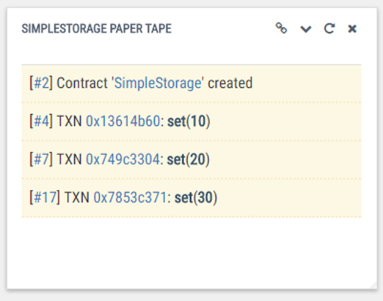 SIMPLESTORAGE PAPER TAPE
[#2] Contract 'SimpleStorage' created
[#4] TXN 0x13614b60: set(10)
[#7] TXN 0x749c3304: set(20)
[#17] TXN 0x7853c371: set(30)